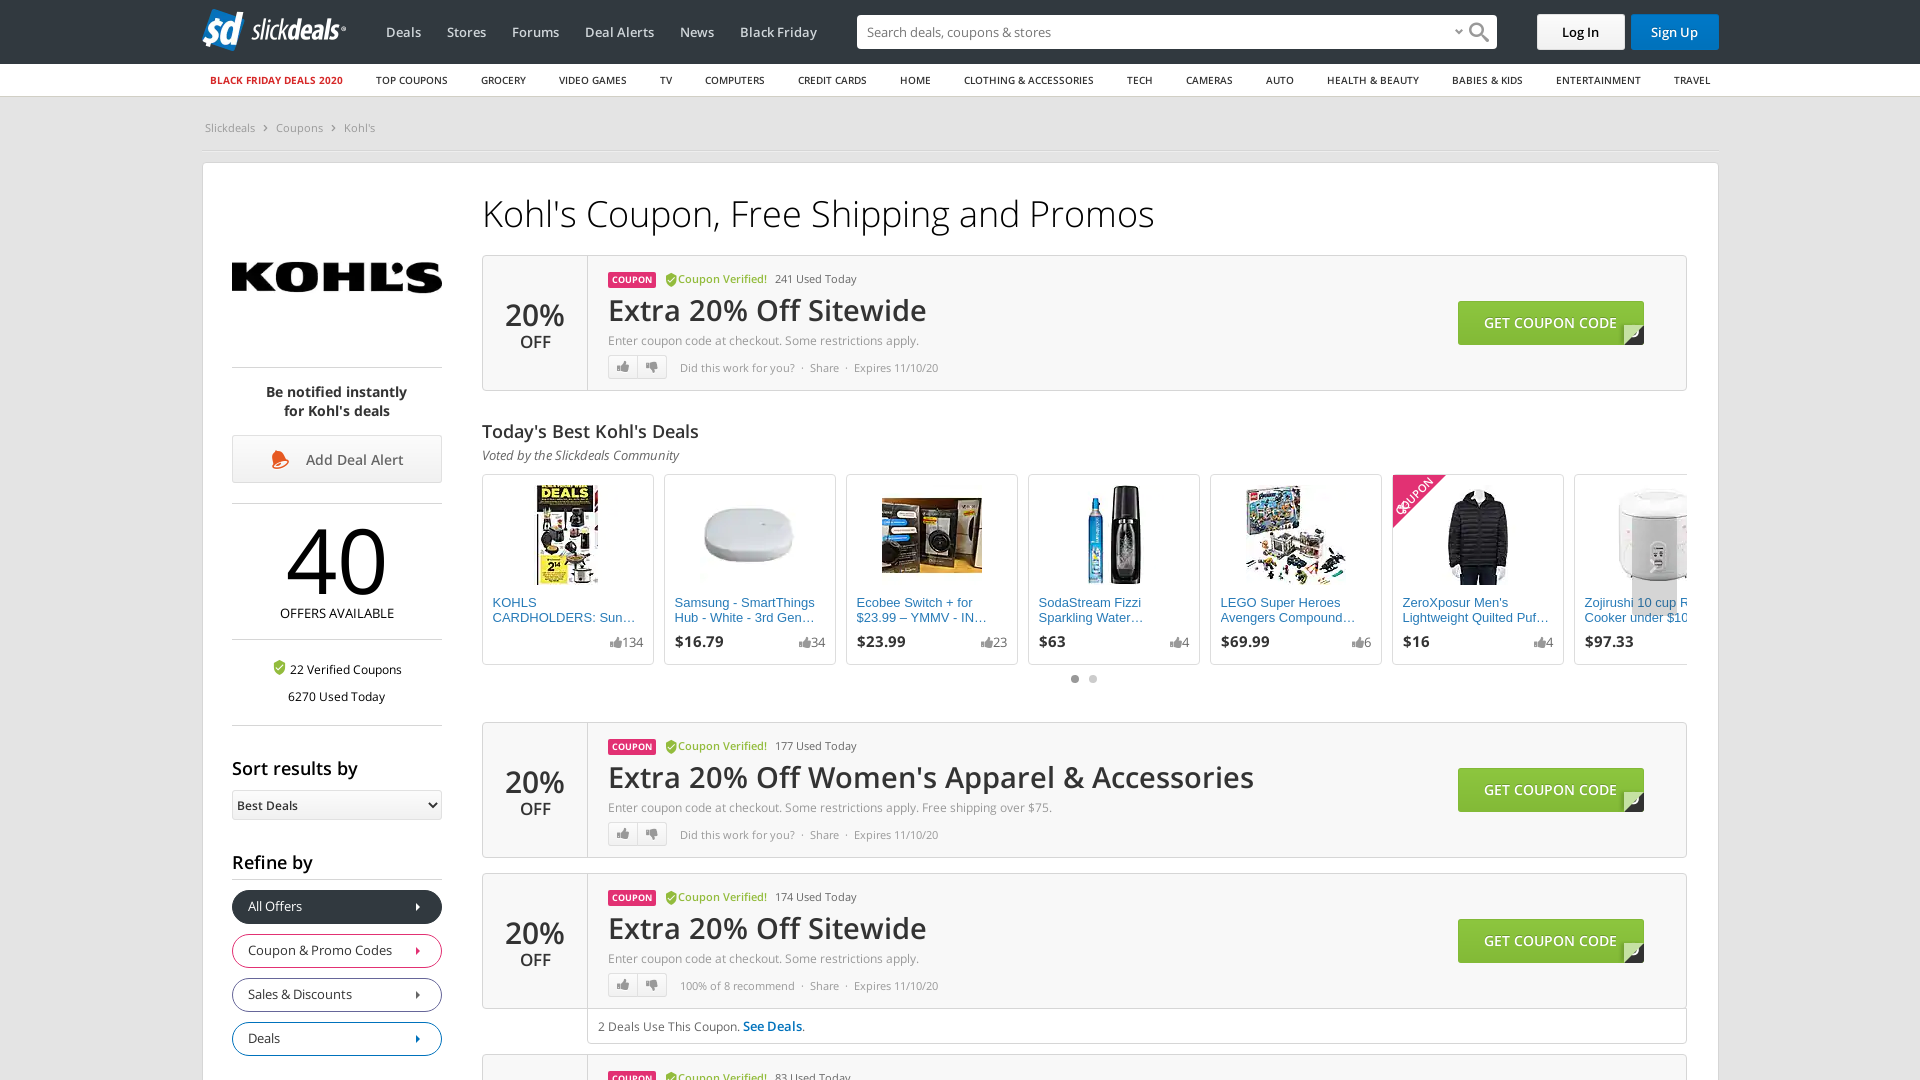 slickdeals
Deals
Stores
Forums
Deal Alerts
News
Black Friday
Search deals, coupons & stores
Log In
Sign Up
BLACK FRIDAY DEALS 2020
TOP COUPONS
GROCERY
VIDEO GAMES
TV
COMPUTERS
CREDIT CARDS
HOME
CLOTHING & ACCESSORIES
TECH
CAMERAS
AUTO
HEALTH & BEAUTY
BABIES & KIDS
ENTERTAINMENT
TRAVEL
Slickdeals
Coupons
Kohl's
KOHL'S
Be notified instantly
for Kohl's deals
Add Deal Alert
40
OFFERS AVAILABLE
22 Verified Coupons
6270 Used Today
Sort results by
Best Deals
Refine by
All Offers
Coupon & Promo Codes
Sales & Discounts
Deals
Kohl's Coupon, Free Shipping and Promos
20%
OFF
COUPON Coupon Verified! 241 Used Today
Extra 20% Off Sitewide
Enter coupon code at checkout. Some restrictions apply.
Did this work for you? · Share · Expires 11/10/20
GET COUPON CODE
Today's Best Kohl's Deals
Voted by the Slickdeals Community
DEALS
KOHLS
CARDHOLDERS: Sun…
134
Samsung - SmartThings
Hub - White - 3rd Gen…
$16.79 34
Ecobee Switch + for
$23.99 – YMMV - IN…
$23.99 23
SodaStream Fizzi
Sparkling Water…
$63 4
LEGO Super Heroes
Avengers Compound…
$69.99 6
COUPON
ZeroXposur Men's
Lightweight Quilted Puf…
$16 4
Zojirushi 10 cup R
Cooker under $10
$97.33
20%
OFF
COUPON Coupon Verified! 177 Used Today
Extra 20% Off Women's Apparel & Accessories
Enter coupon code at checkout. Some restrictions apply. Free shipping over $75.
Did this work for you? · Share · Expires 11/10/20
GET COUPON CODE
20%
OFF
COUPON Coupon Verified! 174 Used Today
Extra 20% Off Sitewide
Enter coupon code at checkout. Some restrictions apply.
100% of 8 recommend · Share · Expires 11/10/20
GET COUPON CODE
2 Deals Use This Coupon. See Deals.
COUPON Coupon Verified! 83 Used Today